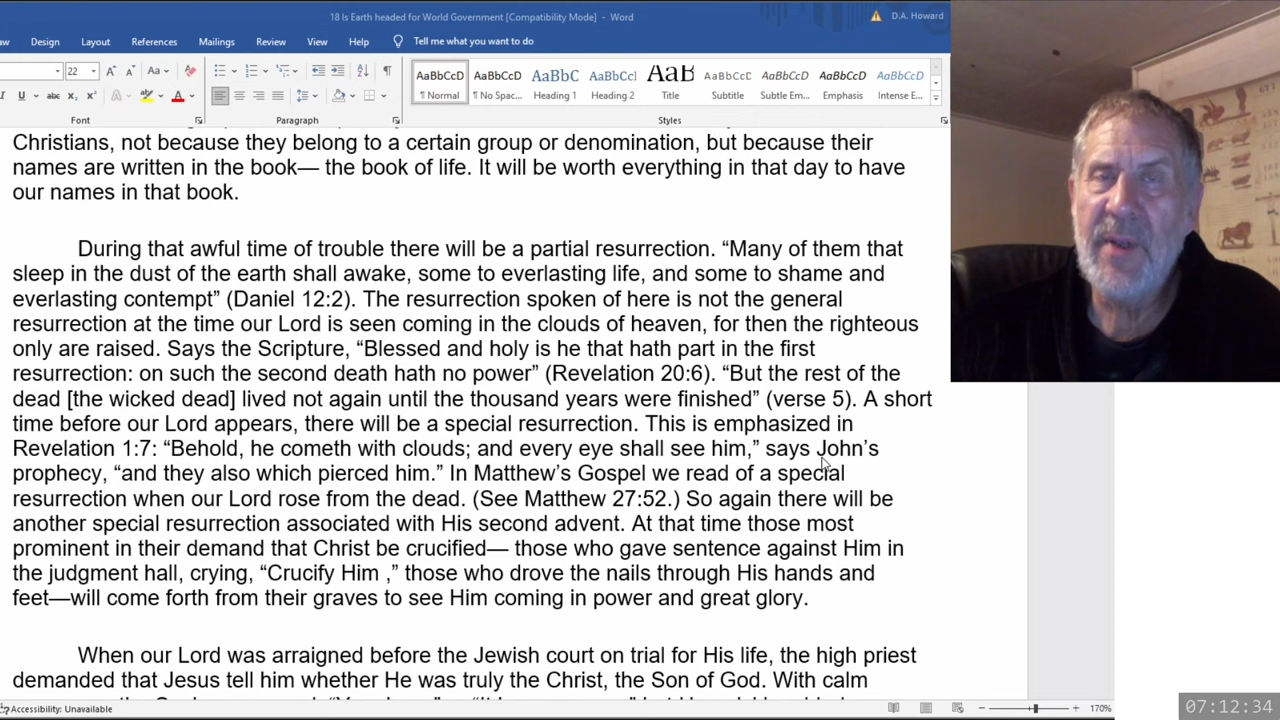 18 Is Earth headed for World Government [Compatibility Mode] - Word
D.A. Howard
Design Layout References Mailings Review View Help Tell me what you want to do
22
Aa
AaBbCcD AaBbCcD AaBbC AaBbCc AaB AaBbCcD AaBbCcD AaBbCcD AaBbCcD
¶ Normal ¶ No Spac... Heading 1 Heading 2 Title Subtitle Subtle Em... Emphasis Intense E...
Font Paragraph Styles
Christians, not because they belong to a certain group or denomination, but because their
names are written in the book— the book of life. It will be worth everything in that day to have
our names in that book.
During that awful time of trouble there will be a partial resurrection. “Many of them that
sleep in the dust of the earth shall awake, some to everlasting life, and some to shame and
everlasting contempt” (Daniel 12:2). The resurrection spoken of here is not the general
resurrection at the time our Lord is seen coming in the clouds of heaven, for then the righteous
only are raised. Says the Scripture, “Blessed and holy is he that hath part in the first
resurrection: on such the second death hath no power” (Revelation 20:6). “But the rest of the
dead [the wicked dead] lived not again until the thousand years were finished” (verse 5). A short
time before our Lord appears, there will be a special resurrection. This is emphasized in
Revelation 1:7: “Behold, he cometh with clouds; and every eye shall see him,” says John’s
prophecy, “and they also which pierced him.” In Matthew’s Gospel we read of a special
resurrection when our Lord rose from the dead. (See Matthew 27:52.) So again there will be
another special resurrection associated with His second advent. At that time those most
prominent in their demand that Christ be crucified— those who gave sentence against Him in
the judgment hall, crying, “Crucify Him ,” those who drove the nails through His hands and
feet—will come forth from their graves to see Him coming in power and great glory.
When our Lord was arraigned before the Jewish court on trial for His life, the high priest
demanded that Jesus tell him whether He was truly the Christ, the Son of God. With calm
Accessibility: Unavailable
170%
07:12:34